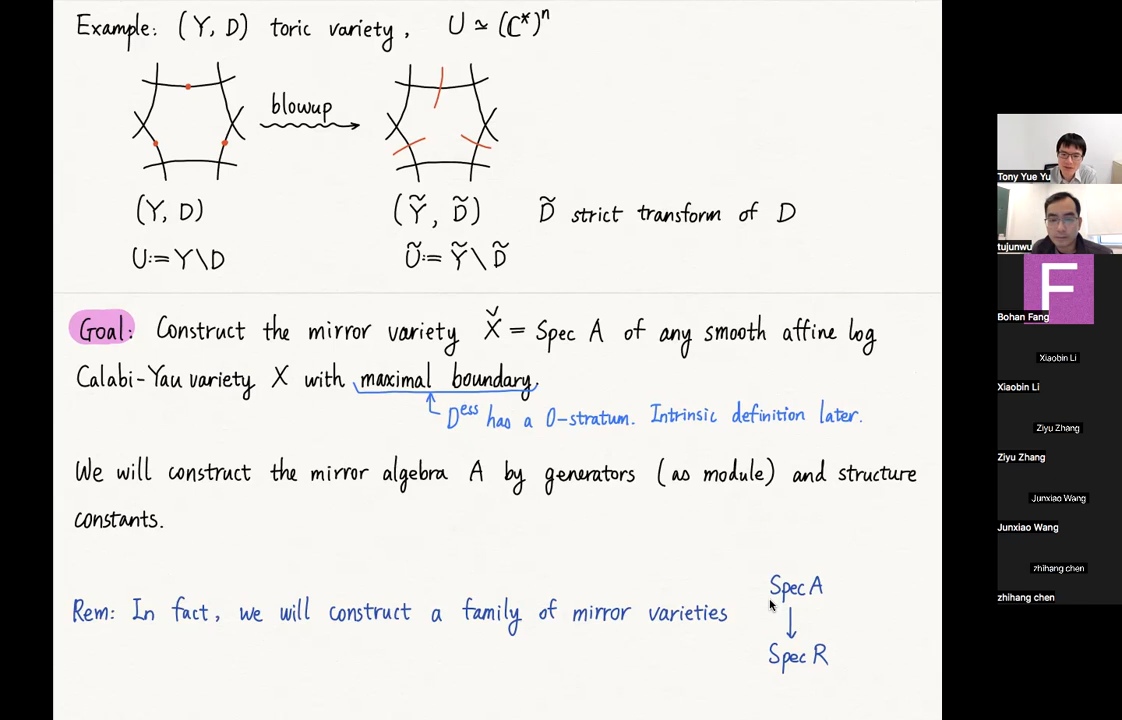 Example: (Y, D) toric variety, U ≃ (ℂ*)ⁿ
blowup
(Y, D) (Ỹ, D̃) D̃ strict transform of D
U := Y \ D Ũ := Ỹ \ D̃
Goal: Construct the mirror variety X̌ = Spec A of any smooth affine log
Calabi-Yau variety X with maximal boundary.
D^ess has a 0-stratum. Intrinsic definition later.
We will construct the mirror algebra A by generators (as module) and structure
constants.
Rem: In fact, we will construct a family of mirror varieties
Spec A
↓
Spec R
Tony Yue Yu
tujunwu
F
Bohan Fang
Xiaobin Li
Xiaobin Li
Ziyu Zhang
Ziyu Zhang
Junxiao Wang
Junxiao Wang
zhihang chen
zhihang chen